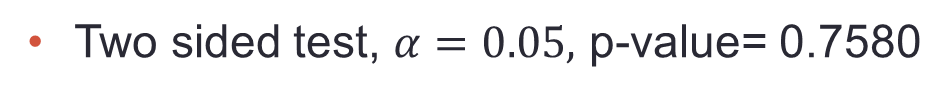 • Two sided test, 𝛼 = 0.05, p-value= 0.7580